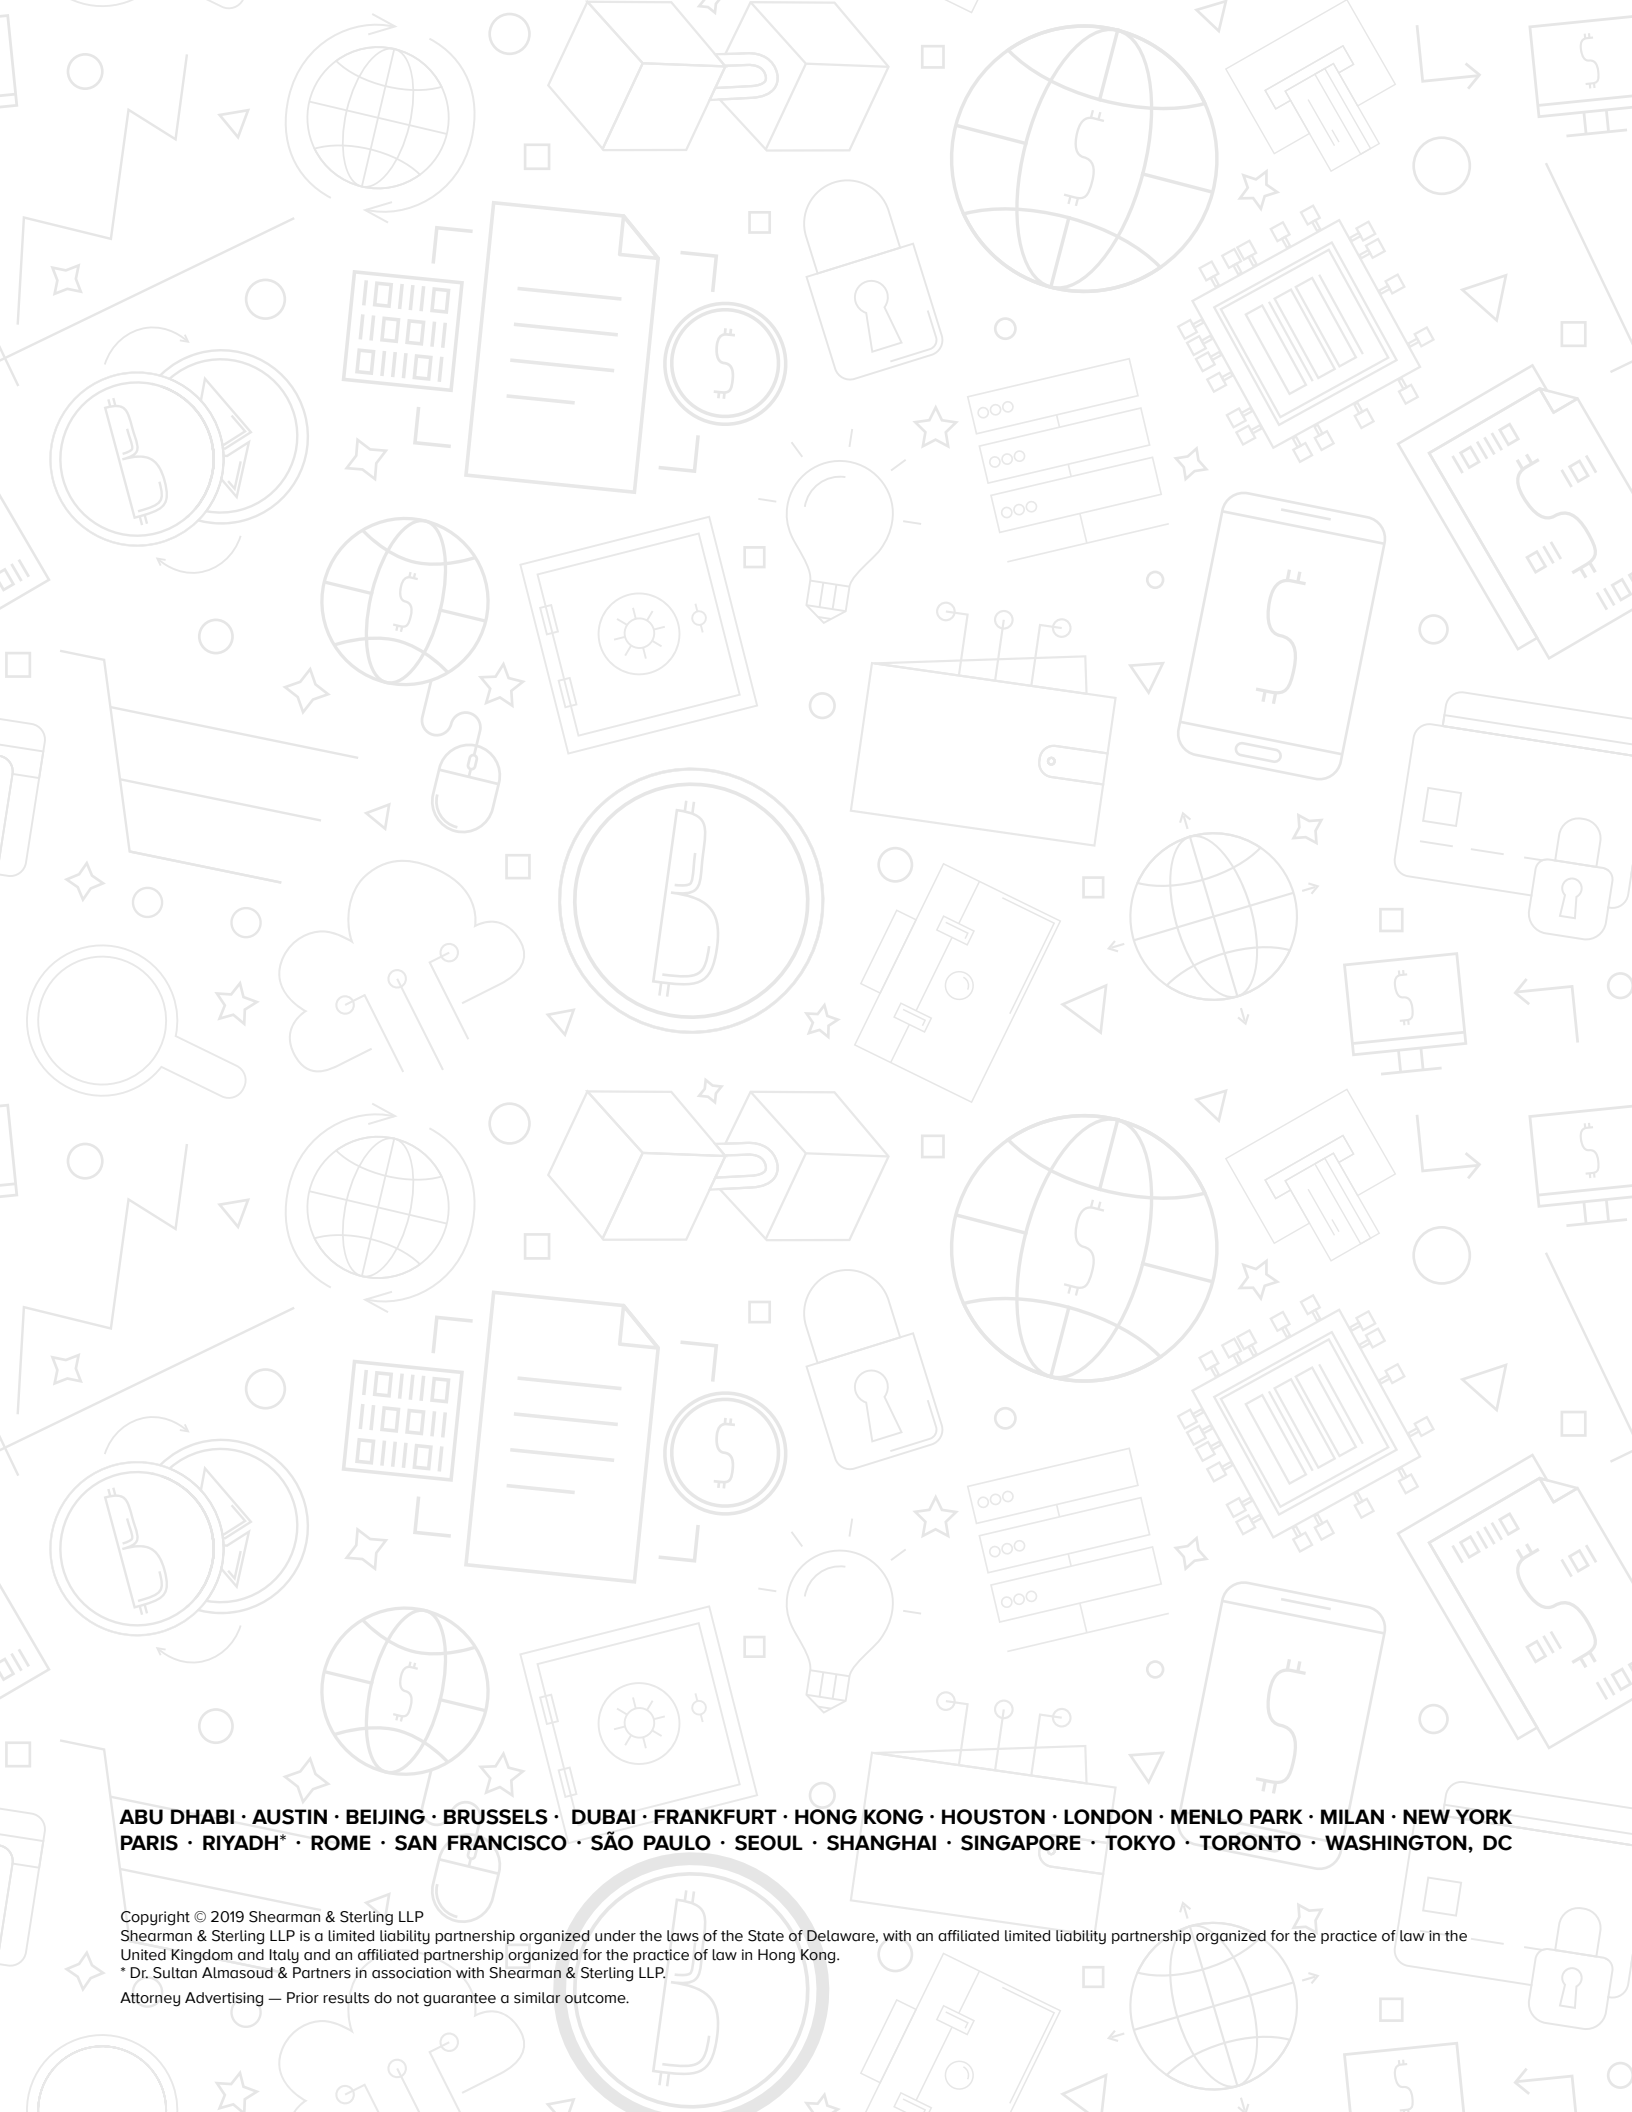 ABU DHABI · AUSTIN · BEIJING · BRUSSELS · DUBAI · FRANKFURT · HONG KONG · HOUSTON · LONDON · MENLO PARK · MILAN · NEW YORK
PARIS · RIYADH* · ROME · SAN FRANCISCO · SÃO PAULO · SEOUL · SHANGHAI · SINGAPORE · TOKYO · TORONTO · WASHINGTON, DC
Copyright © 2019 Shearman & Sterling LLP
Shearman & Sterling LLP is a limited liability partnership organized under the laws of the State of Delaware, with an affiliated limited liability partnership organized for the practice of law in the
United Kingdom and Italy and an affiliated partnership organized for the practice of law in Hong Kong.
* Dr. Sultan Almasoud & Partners in association with Shearman & Sterling LLP.
Attorney Advertising — Prior results do not guarantee a similar outcome.